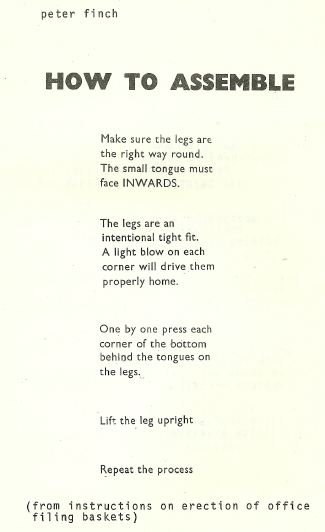 peter finch
HOW TO ASSEMBLE
Make sure the legs are
the right way round.
The small tongue must
face INWARDS.
The legs are an
intentional tight fit.
A light blow on each
corner will drive them
properly home.
One by one press each
corner of the bottom
behind the tongues on
the legs.
Lift the leg upright
Repeat the process
(from instructions on erection of office
filing baskets)